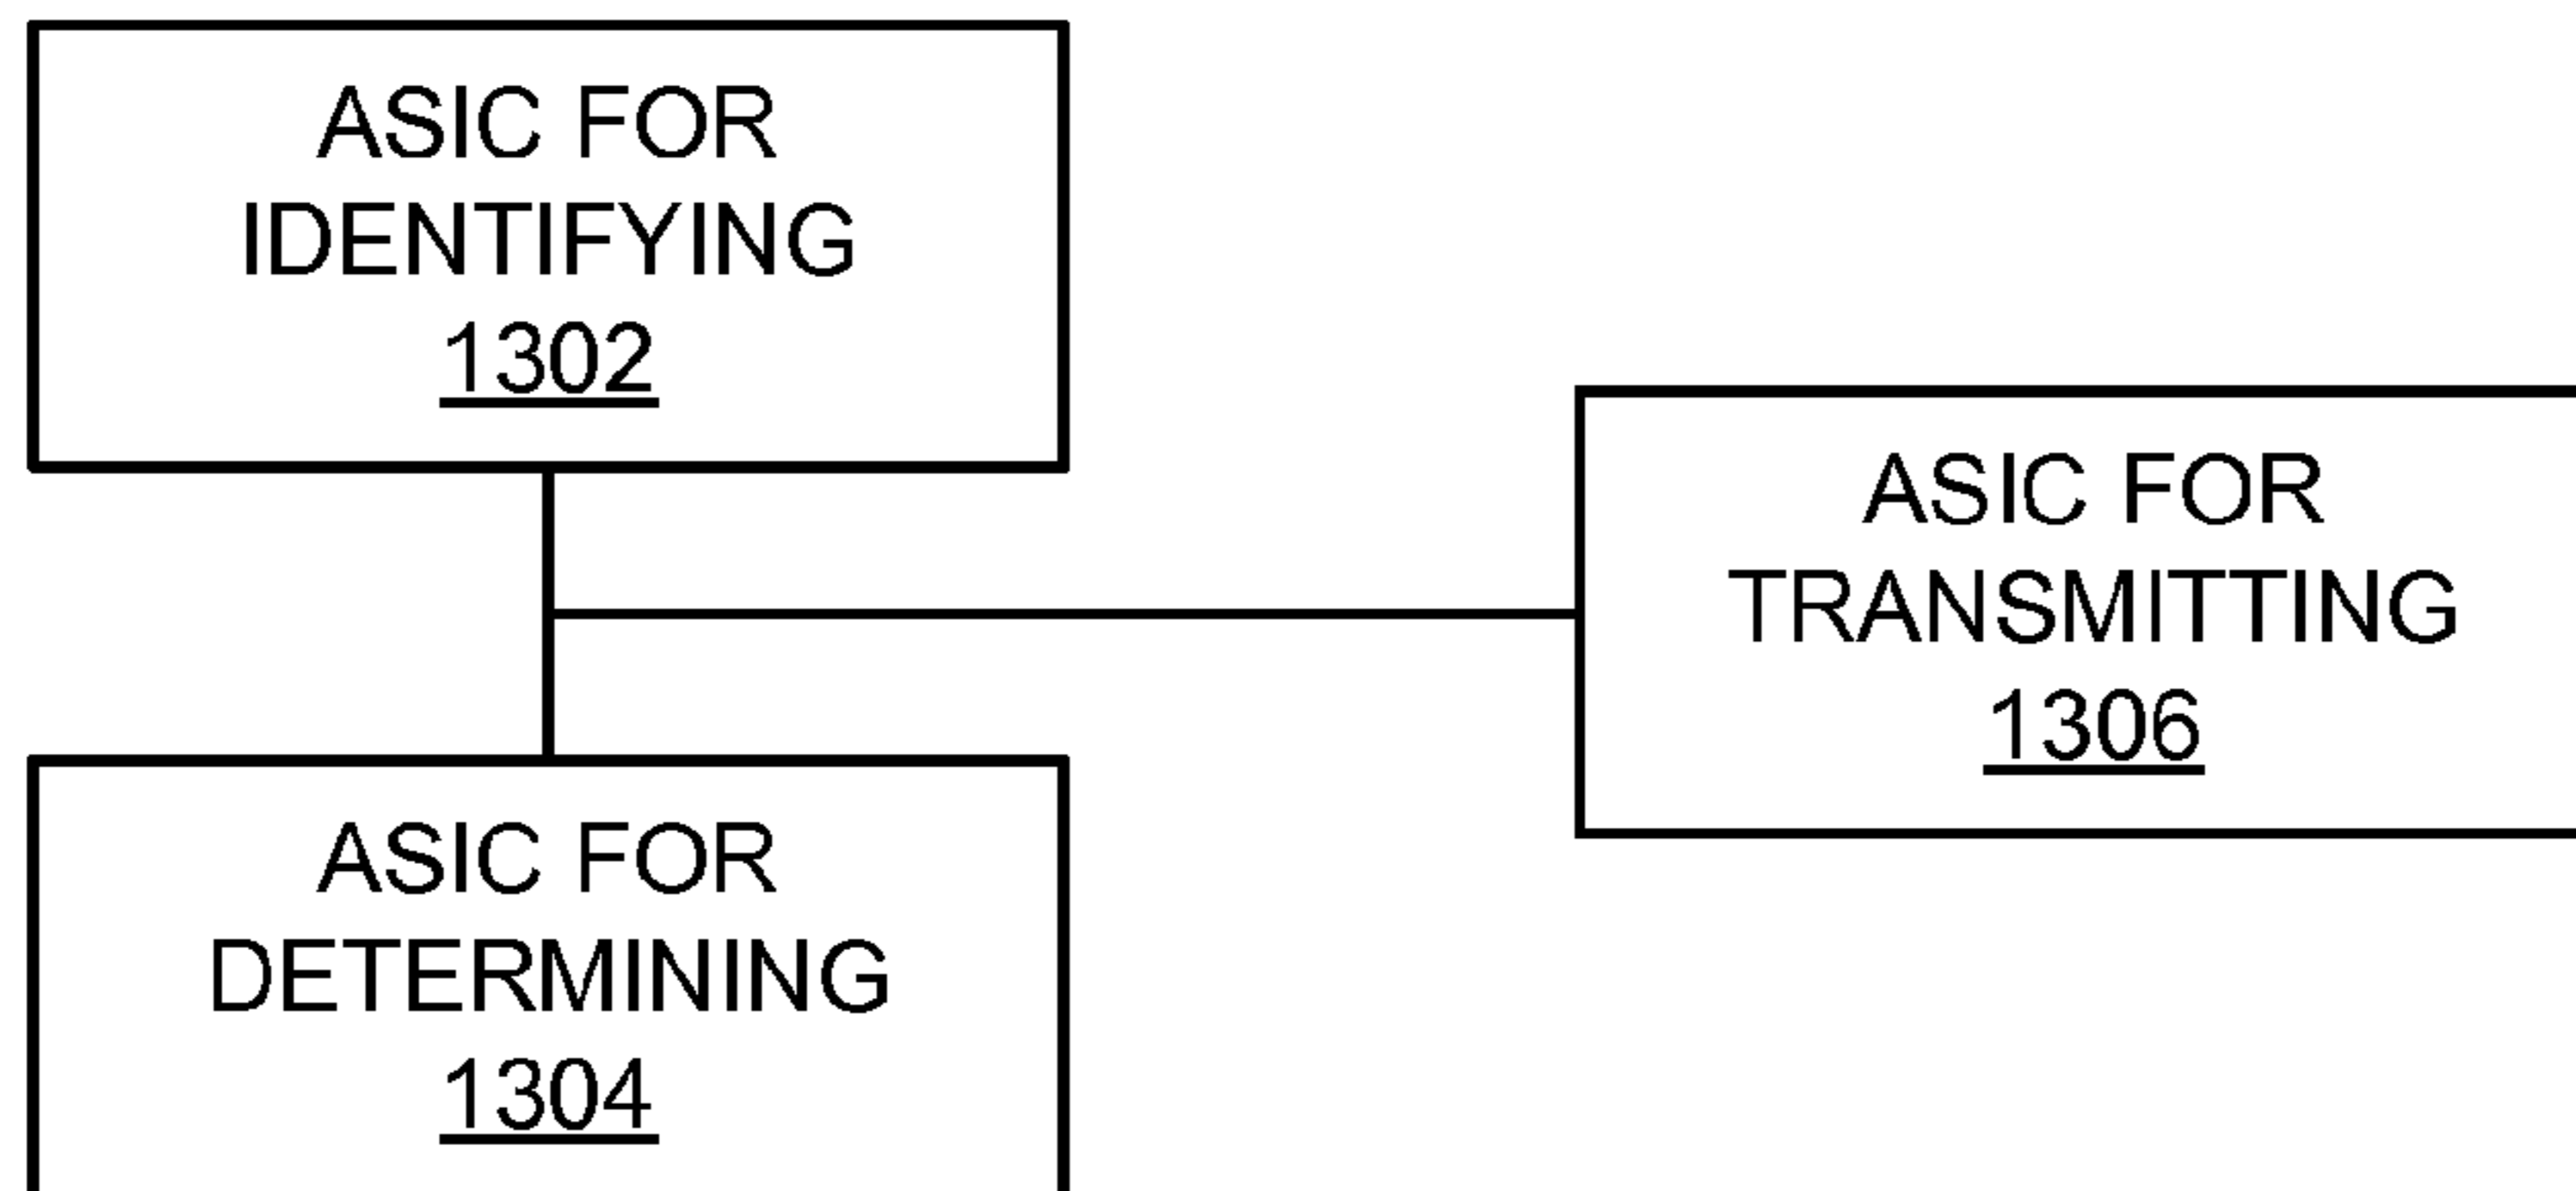 ASIC FOR
IDENTIFYING
1302
ASIC FOR
TRANSMITTING
1306
ASIC FOR
DETERMINING
1304